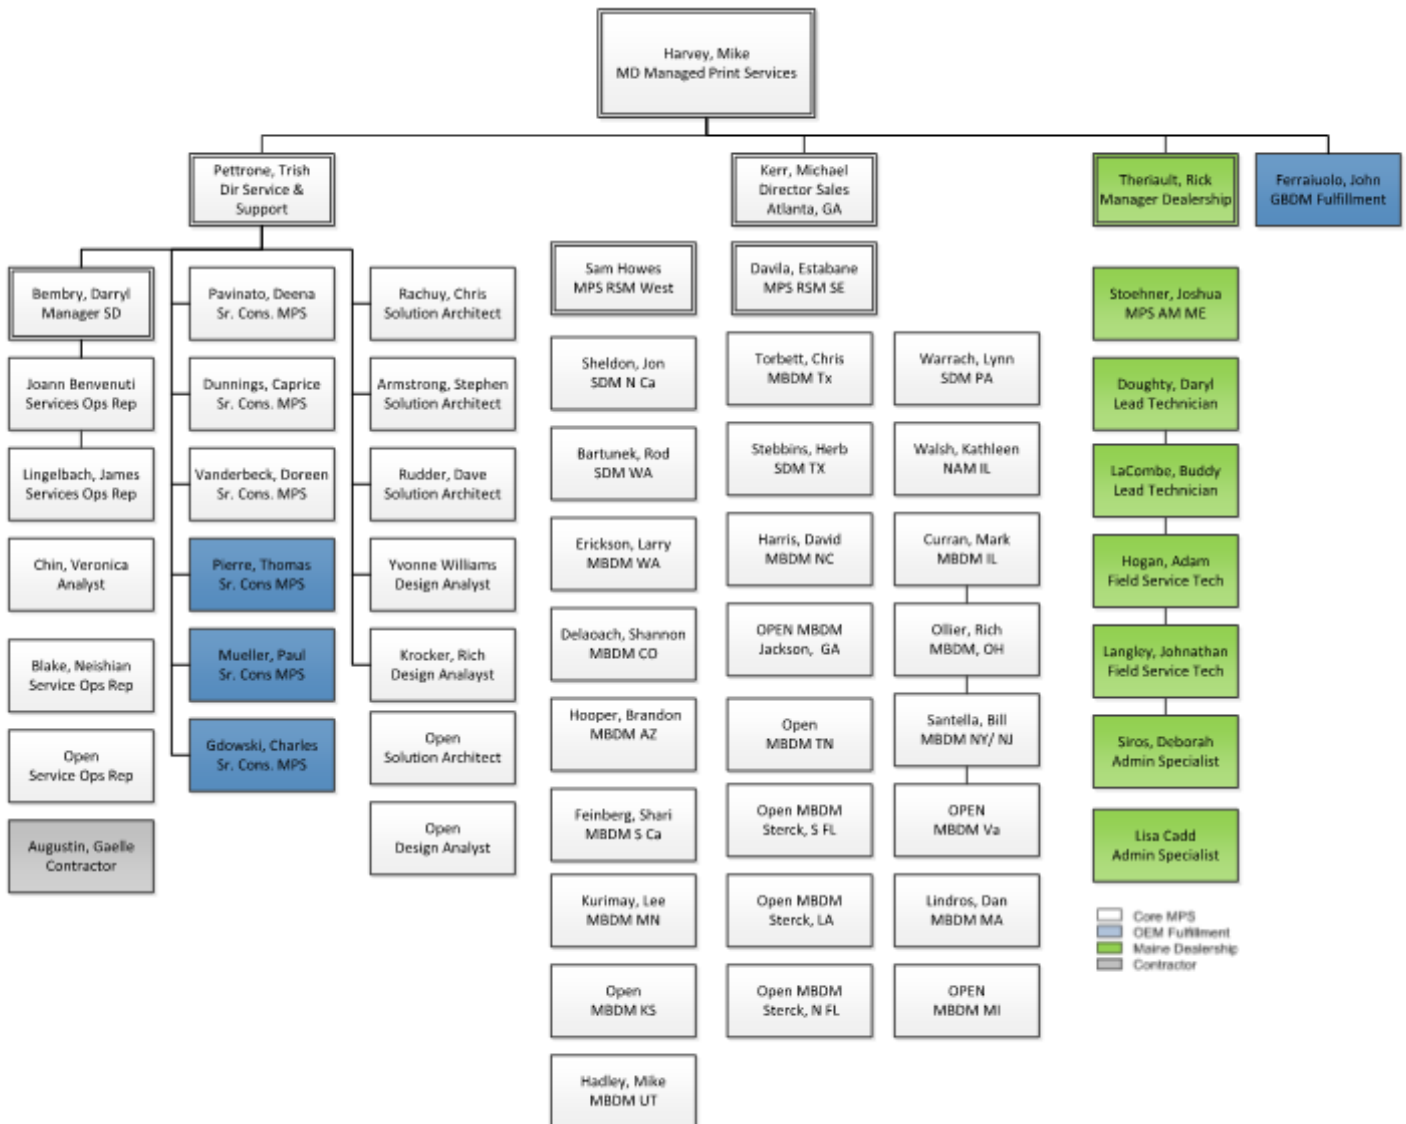 Harvey, Mike
MD Managed Print Services
Pettrone, Trish
Dir Service &
Support
Kerr, Michael
Director Sales
Atlanta, GA
Theriault, Rick
Manager Dealership
Ferraiuolo, John
GBDM Fulfillment
Bembry, Darryl
Manager SD
Joann Benvenuti
Services Ops Rep
Lingelbach, James
Services Ops Rep
Chin, Veronica
Analyst
Blake, Neishian
Service Ops Rep
Open
Service Ops Rep
Augustin, Gaelle
Contractor
Pavinato, Deena
Sr. Cons. MPS
Dunnings, Caprice
Sr. Cons. MPS
Vanderbeck, Doreen
Sr. Cons. MPS
Pierre, Thomas
Sr. Cons MPS
Mueller, Paul
Sr. Cons MPS
Gdowski, Charles
Sr. Cons. MPS
Rachuy, Chris
Solution Architect
Armstrong, Stephen
Solution Architect
Rudder, Dave
Solution Architect
Yvonne Williams
Design Analyst
Krocker, Rich
Design Analayst
Open
Solution Architect
Open
Design Analyst
Sam Howes
MPS RSM West
Sheldon, Jon
SDM N Ca
Bartunek, Rod
SDM WA
Erickson, Larry
MBDM WA
Delaoach, Shannon
MBDM CO
Hooper, Brandon
MBDM AZ
Feinberg, Shari
MBDM S Ca
Kurimay, Lee
MBDM MN
Open
MBDM KS
Hadley, Mike
MBDM UT
Davila, Estabane
MPS RSM SE
Torbett, Chris
MBDM Tx
Stebbins, Herb
SDM TX
Harris, David
MBDM NC
OPEN MBDM
Jackson, GA
Open
MBDM TN
Open MBDM
Sterck, S FL
Open MBDM
Sterck, LA
Open MBDM
Sterck, N FL
Warrach, Lynn
SDM PA
Walsh, Kathleen
NAM IL
Curran, Mark
MBDM IL
Ollier, Rich
MBDM, OH
Santella, Bill
MBDM NY/ NJ
OPEN
MBDM Va
Lindros, Dan
MBDM MA
OPEN
MBDM MI
Stoehner, Joshua
MPS AM ME
Doughty, Daryl
Lead Technician
LaCombe, Buddy
Lead Technician
Hogan, Adam
Field Service Tech
Langley, Johnathan
Field Service Tech
Siros, Deborah
Admin Specialist
Lisa Cadd
Admin Specialist
Core MPS
OEM Fulfillment
Maine Dealership
Contractor